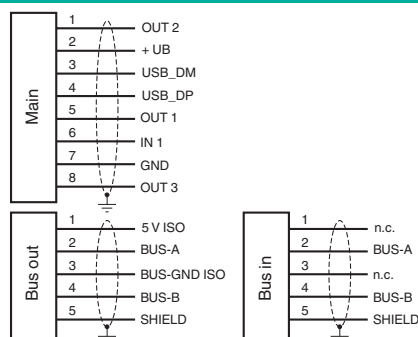 Main
1 OUT 2
2 + UB
3 USB_DM
4 USB_DP
5 OUT 1
6 IN 1
7 GND
8 OUT 3
Bus out
1 5 V ISO
2 BUS-A
3 BUS-GND ISO
4 BUS-B
5 SHIELD
Bus in
1 n.c.
2 BUS-A
3 n.c.
4 BUS-B
5 SHIELD